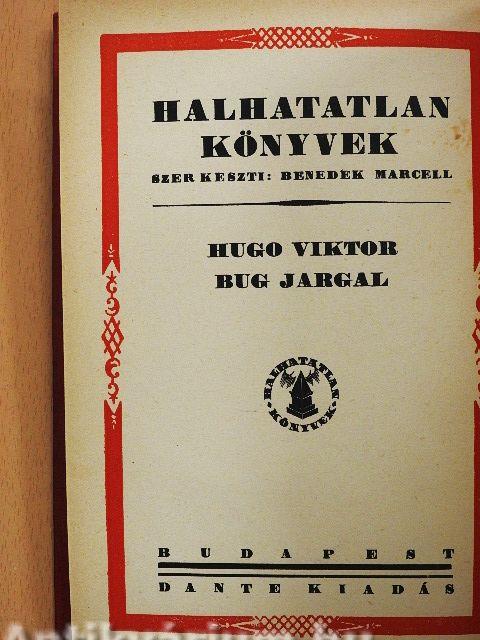 HALHATATLAN
KÖNYVEK
SZERKESZTI: BENEDEK MARCELL
HUGO VIKTOR
BUG JARGAL
HALHATATLAN
KÖNYVEK
BUDAPEST
DANTE KIADÁS